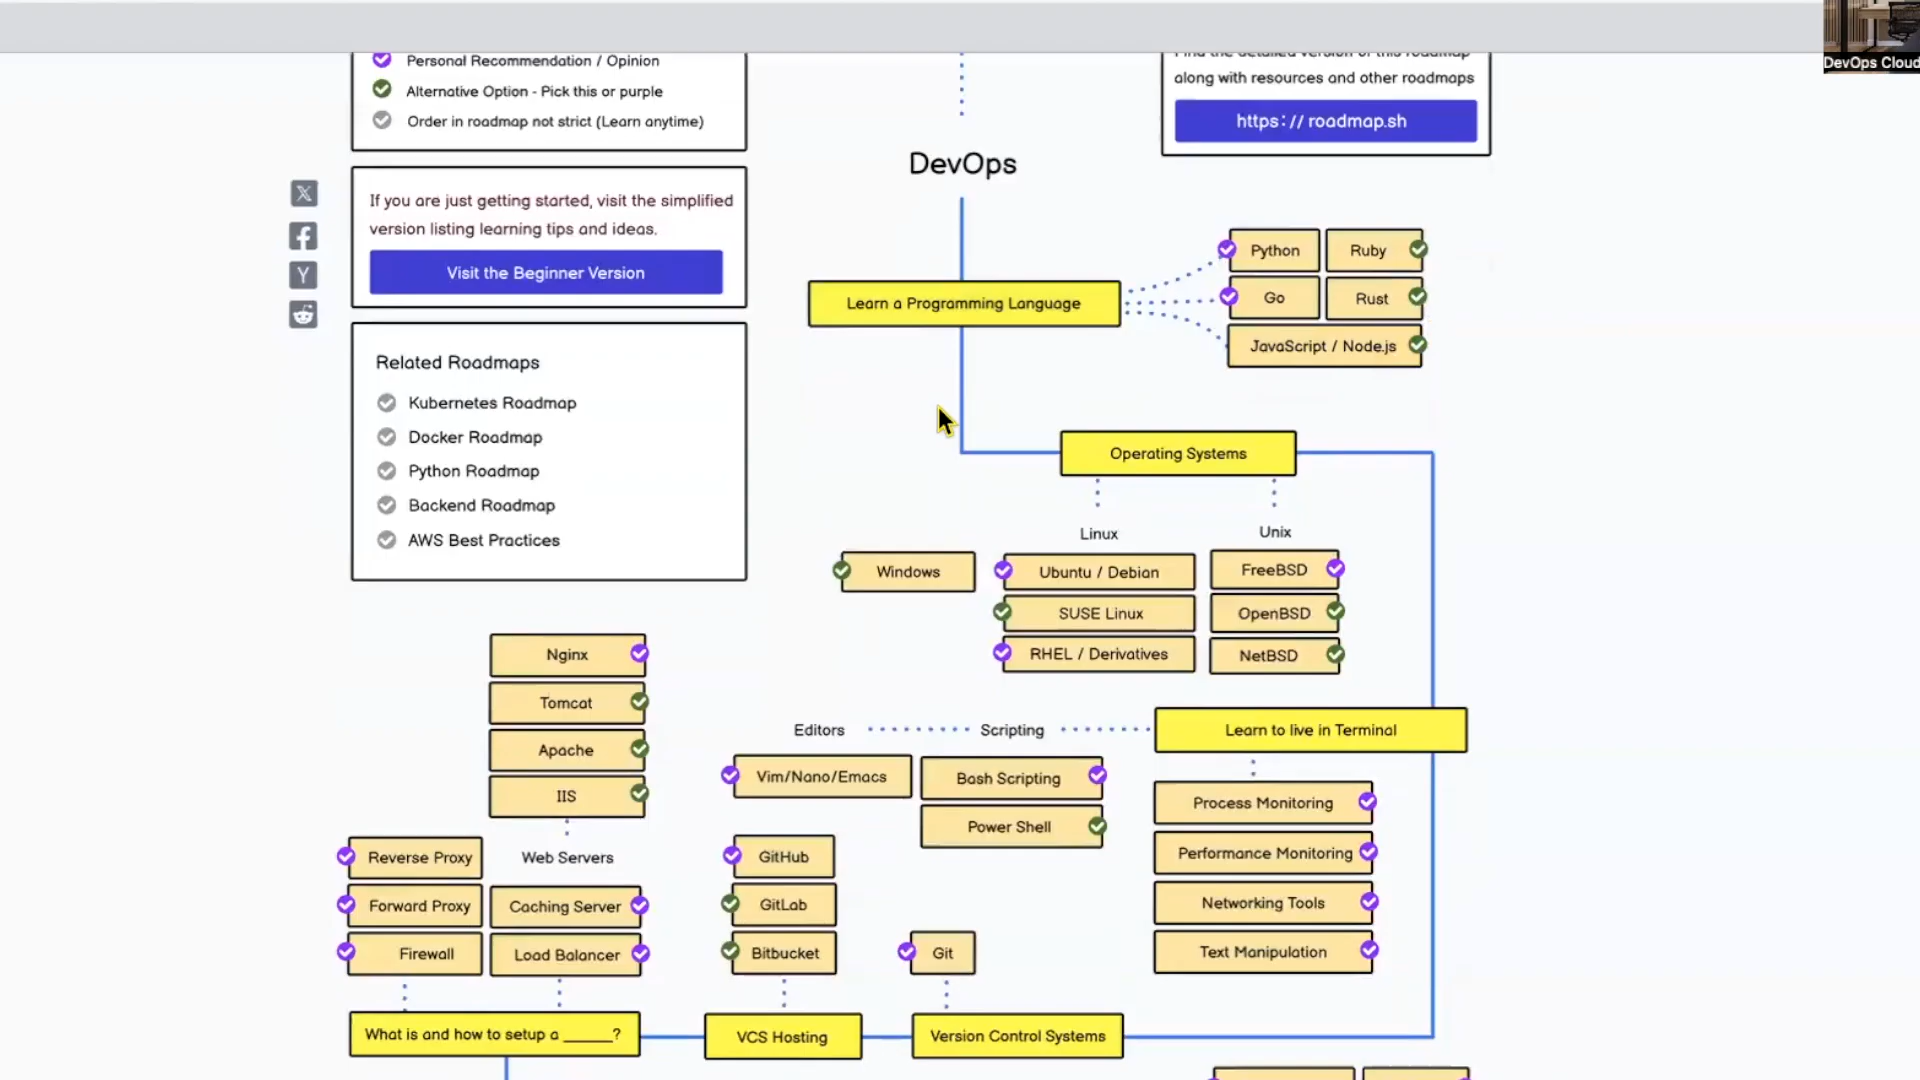 Personal Recommendation / Opinion
Alternative Option - Pick this or purple
Order in roadmap not strict (Learn anytime)
Find the detailed version of this roadmap
along with resources and other roadmaps
https:// roadmap.sh
DevOps Cloud
DevOps
If you are just getting started, visit the simplified
version listing learning tips and ideas.
Visit the Beginner Version
Learn a Programming Language
Python
Ruby
Go
Rust
JavaScript / Node.js
Related Roadmaps
Kubernetes Roadmap
Docker Roadmap
Python Roadmap
Backend Roadmap
AWS Best Practices
Operating Systems
Linux
Unix
Windows
Ubuntu / Debian
SUSE Linux
RHEL / Derivatives
FreeBSD
OpenBSD
NetBSD
Nginx
Tomcat
Apache
IIS
Web Servers
Editors
Scripting
Learn to live in Terminal
Vim/Nano/Emacs
Bash Scripting
Power Shell
Process Monitoring
Performance Monitoring
Networking Tools
Text Manipulation
Reverse Proxy
Forward Proxy
Firewall
Caching Server
Load Balancer
GitHub
GitLab
Bitbucket
Git
What is and how to setup a ______?
VCS Hosting
Version Control Systems